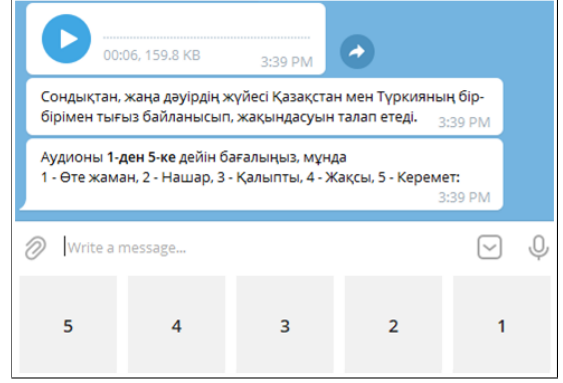 00:06, 159.8 KB
3:39 PM
Сондықтан, жаңа дәуірдің жүйесі Қазақстан мен Түркияның бір-
бірімен тығыз байланысып, жақындасуын талап етеді. 3:39 PM
Аудионы 1-ден 5-ке дейін бағалыңыз, мұнда
1 - Өте жаман, 2 - Нашар, 3 - Қалыпты, 4 - Жақсы, 5 - Керемет:
3:39 PM
Write a message...
5 4 3 2 1